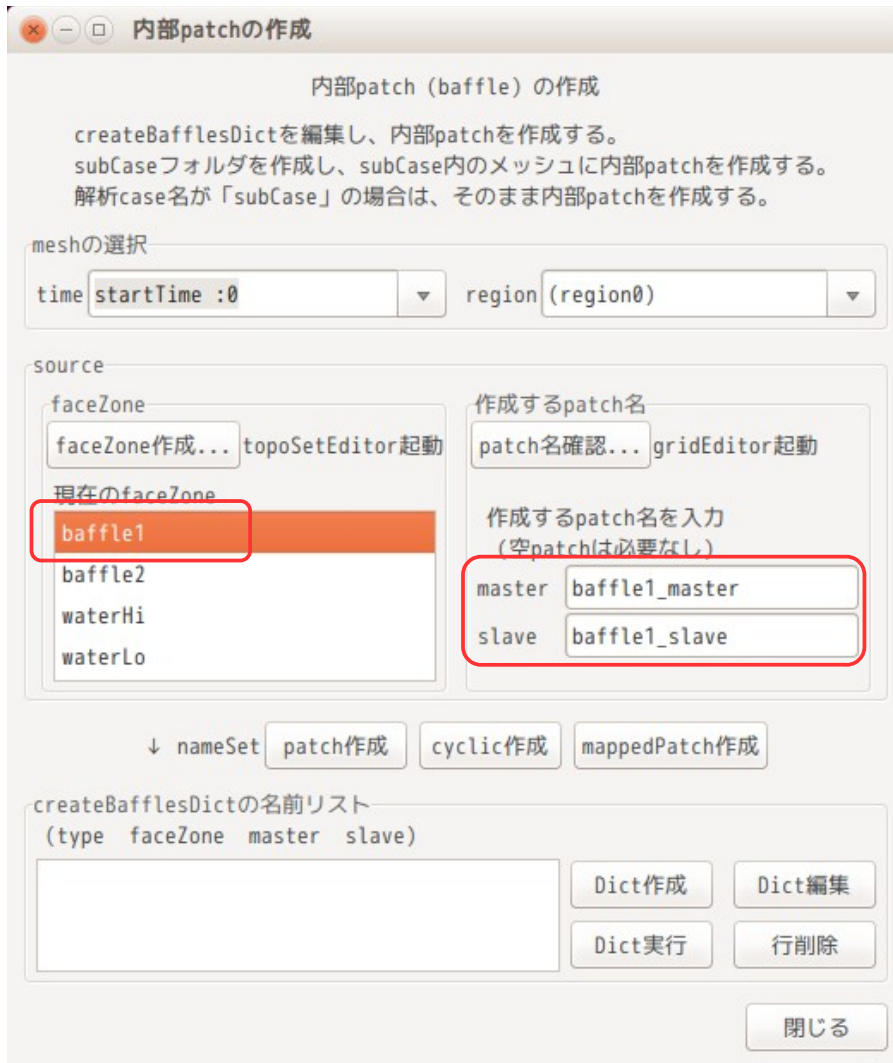 内部patchの作成
内部patch (baffle) の作成
createBafflesDictを編集し、内部patchを作成する。
subCaseフォルダを作成し、subCase内のメッシュに内部patchを作成する。
解析case名が「subCase」の場合は、そのまま内部patchを作成する。
meshの選択
time startTime :0 region (region0)
source
faceZone
faceZone作成... topoSetEditor起動
現在のfaceZone
baffle1
baffle2
waterHi
waterLo
作成するpatch名
patch名確認... gridEditor起動
作成するpatch名を入力
(空patchは必要なし)
master baffle1_master
slave baffle1_slave
↓ nameSet patch作成 cyclic作成 mappedPatch作成
createBafflesDictの名前リスト
(type faceZone master slave)
Dict作成 Dict編集
Dict実行 行削除
閉じる